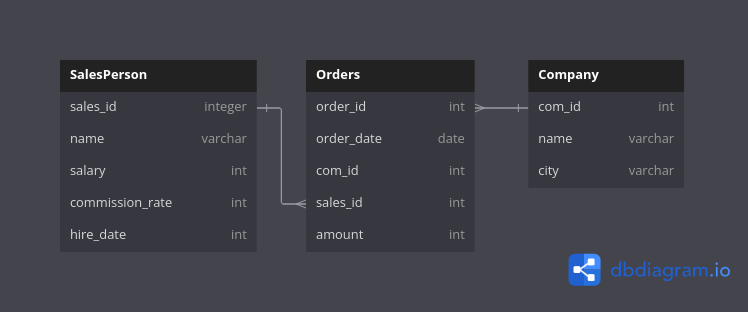 SalesPerson
sales_id integer
name varchar
salary int
commission_rate int
hire_date int
Orders
order_id int
order_date date
com_id int
sales_id int
amount int
Company
com_id int
name varchar
city varchar
dbdiagram.io